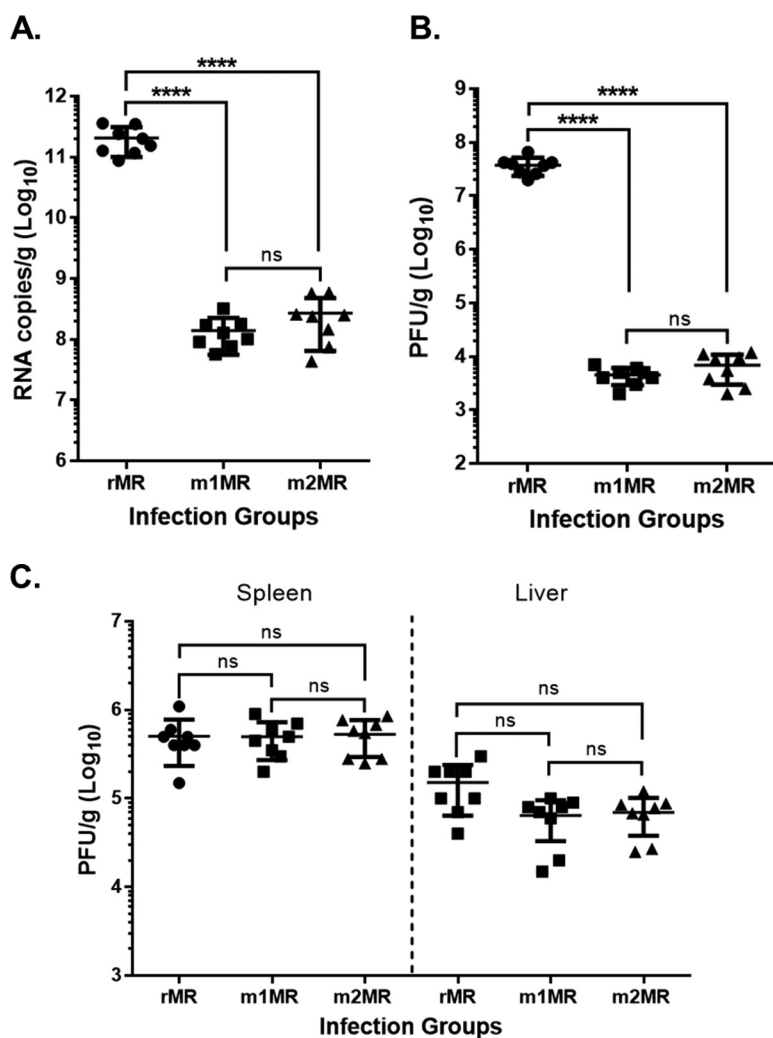 A.
****
****
ns
RNA copies/g (Log10)
12
11
10
9
8
7
6
rMR m1MR m2MR
Infection Groups
B.
****
****
ns
PFU/g (Log10)
9
8
7
6
5
4
3
2
rMR m1MR m2MR
Infection Groups
C.
Spleen Liver
ns
ns
ns
ns
ns
ns
PFU/g (Log10)
7
6
5
4
3
rMR m1MR m2MR rMR m1MR m2MR
Infection Groups